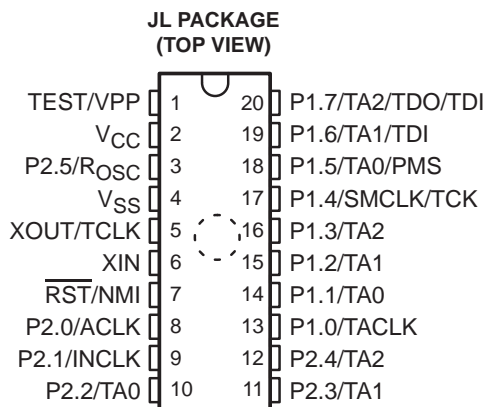 JL PACKAGE
(TOP VIEW)
TEST/VPP 1 20 P1.7/TA2/TDO/TDI
VCC 2 19 P1.6/TA1/TDI
P2.5/ROSC 3 18 P1.5/TA0/PMS
VSS 4 17 P1.4/SMCLK/TCK
XOUT/TCLK 5 16 P1.3/TA2
XIN 6 15 P1.2/TA1
RST/NMI 7 14 P1.1/TA0
P2.0/ACLK 8 13 P1.0/TACLK
P2.1/INCLK 9 12 P2.4/TA2
P2.2/TA0 10 11 P2.3/TA1